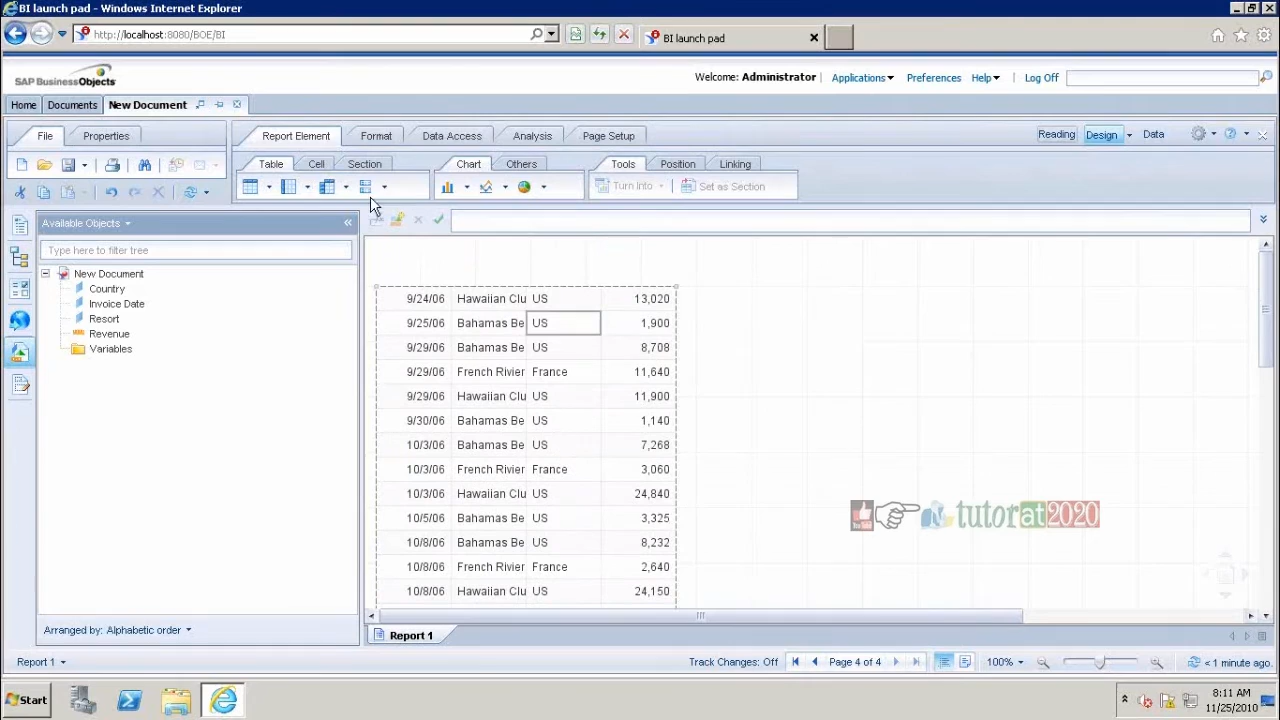 BI launch pad - Windows Internet Explorer
http://localhost:8080/BOE/BI
BI launch pad
SAP BusinessObjects
Welcome: Administrator
Applications
Preferences
Help
Log Off
Home
Documents
New Document
File
Properties
Report Element
Format
Data Access
Analysis
Page Setup
Reading
Design
Data
Table
Cell
Section
Chart
Others
Tools
Position
Linking
Turn Into
Set as Section
Available Objects
Type here to filter tree
New Document
Country
Invoice Date
Resort
Revenue
Variables
Arranged by: Alphabetic order
9/24/06 Hawaiian Clu US 13,020
9/25/06 Bahamas Be US 1,900
9/29/06 Bahamas Be US 8,708
9/29/06 French Rivier France 11,640
9/29/06 Hawaiian Clu US 11,900
9/30/06 Bahamas Be US 1,140
10/3/06 Bahamas Be US 7,268
10/3/06 French Rivier France 3,060
10/3/06 Hawaiian Clu US 24,840
10/5/06 Bahamas Be US 3,325
10/8/06 Bahamas Be US 8,232
10/8/06 French Rivier France 2,640
10/8/06 Hawaiian Clu US 24,150
tutorat2020
Report 1
Report 1
Track Changes: Off
Page 4 of 4
100%
< 1 minute ago
Start
8:11 AM
11/25/2010